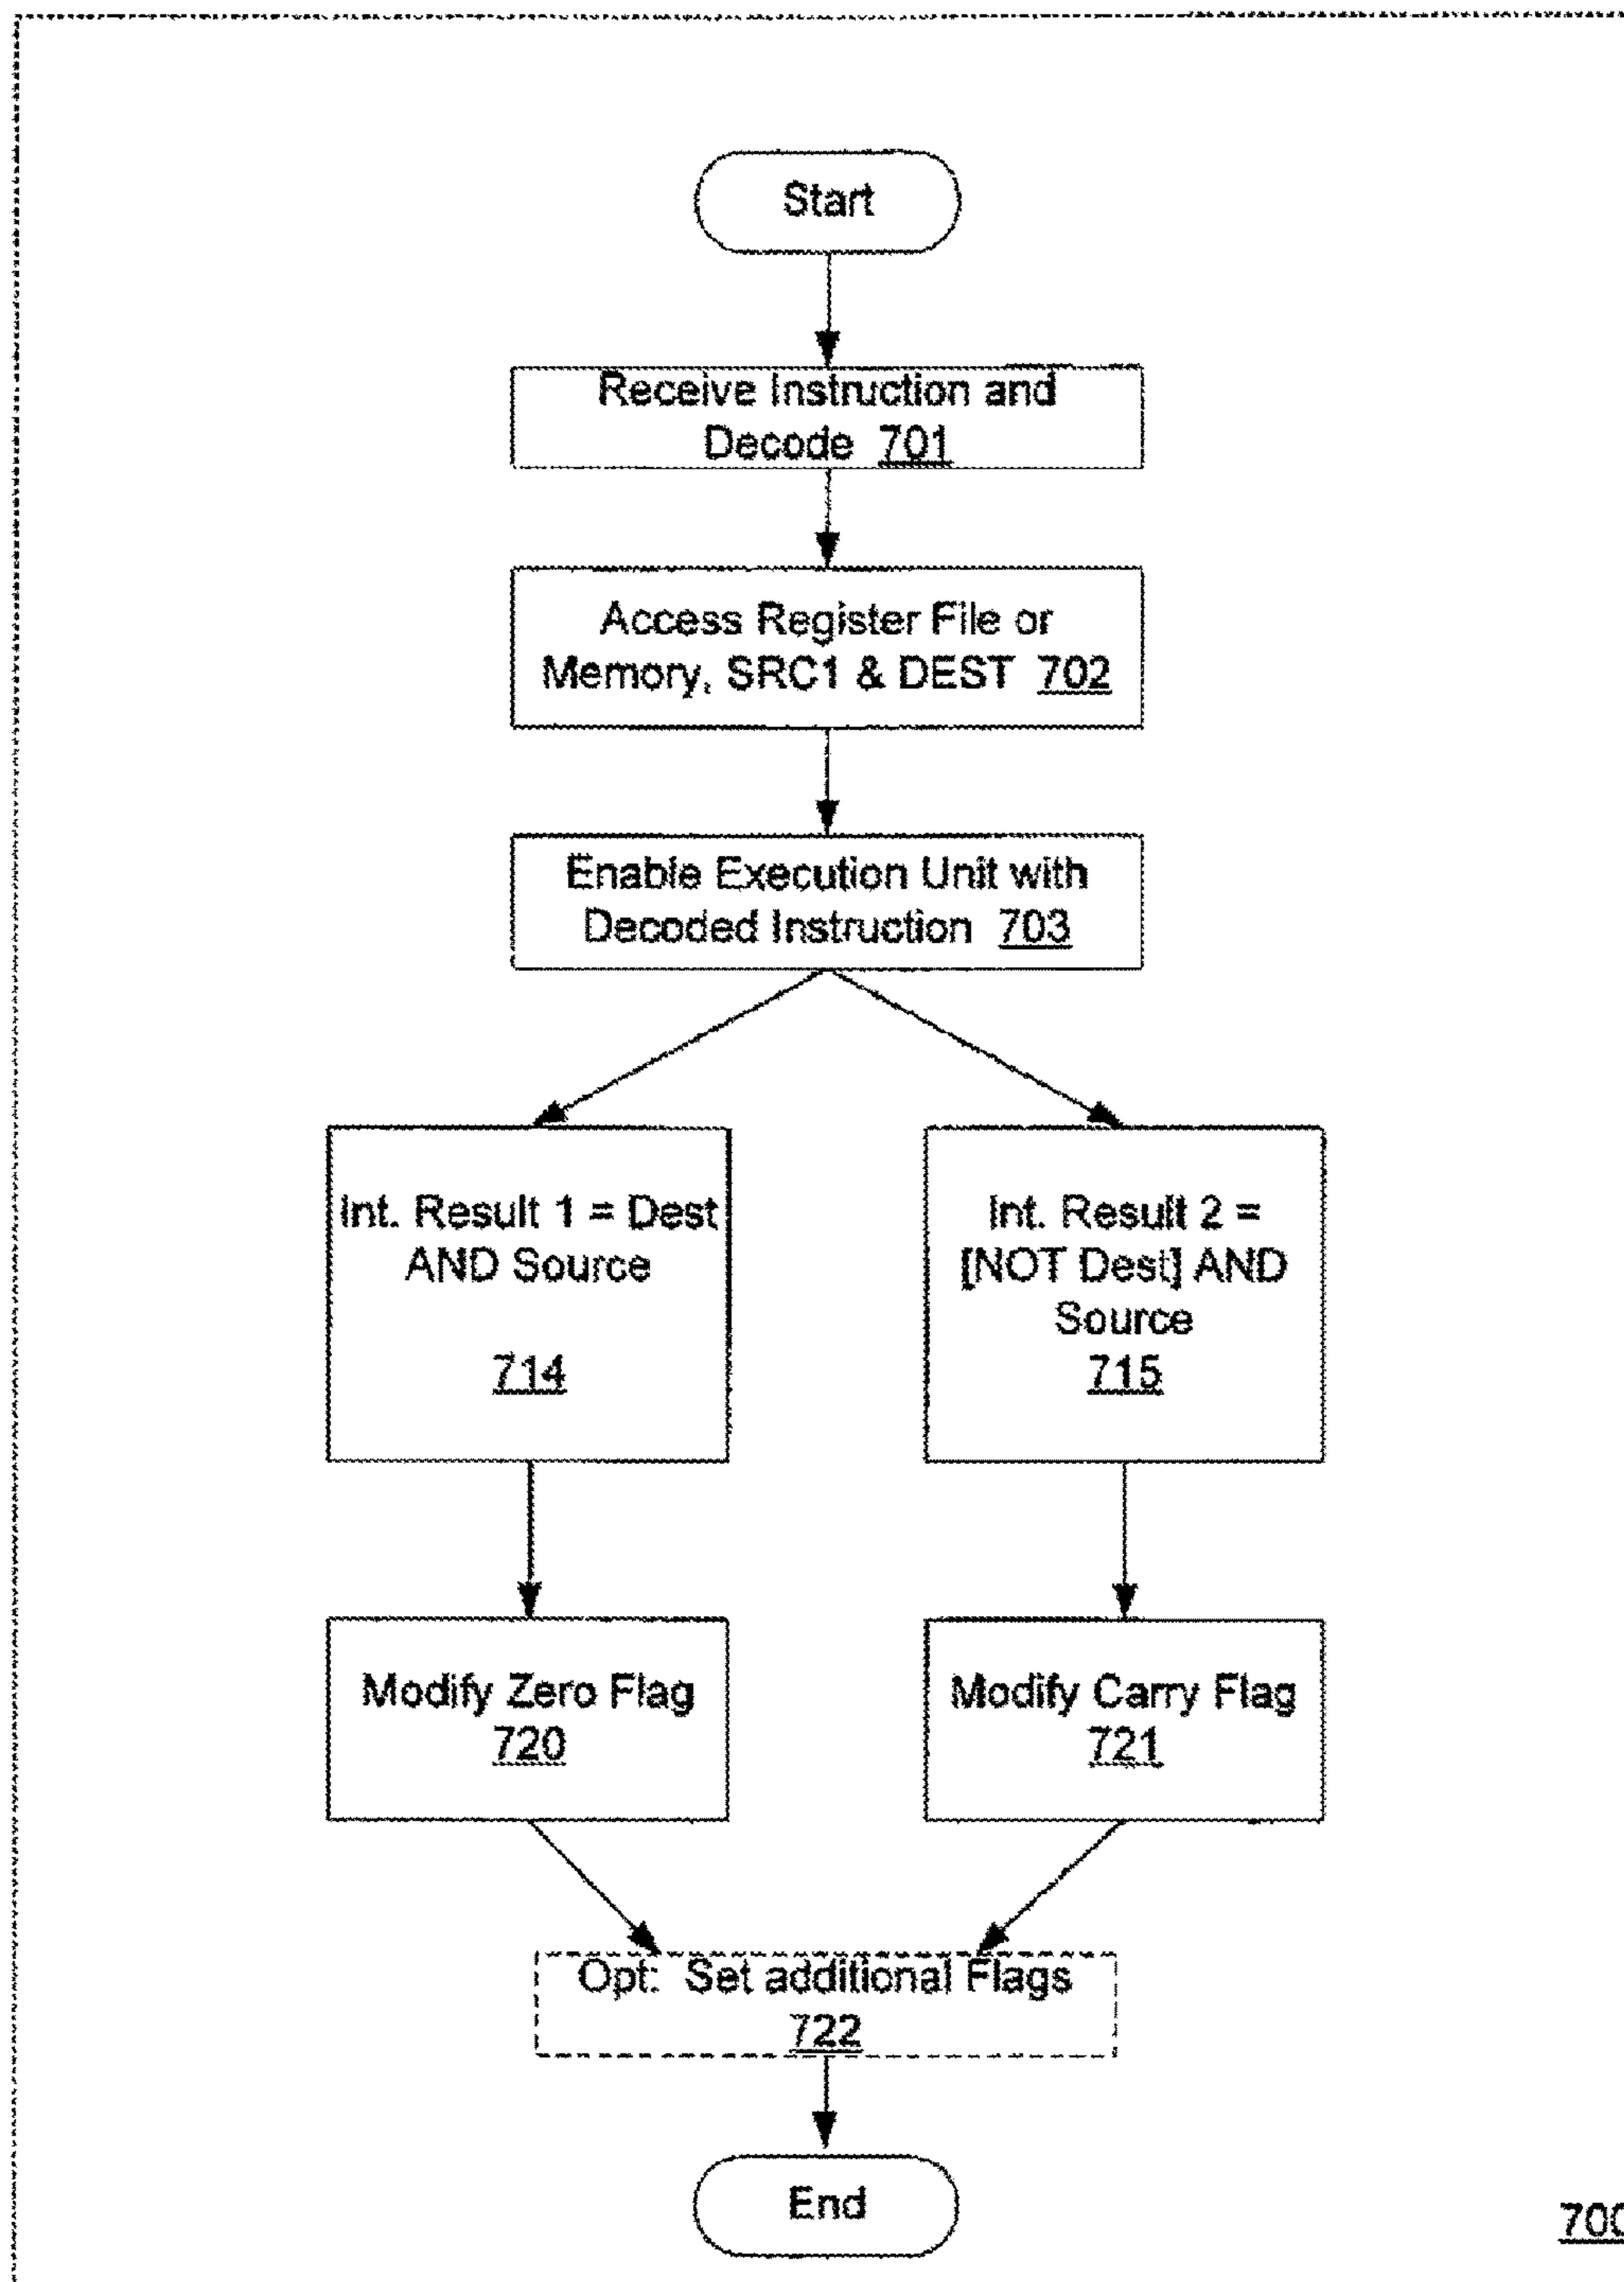 Start
Receive Instruction and
Decode 701
Access Register File or
Memory, SRC1 & DEST 702
Enable Execution Unit with
Decoded Instruction 703
Int. Result 1 = Dest
AND Source
714
Int. Result 2 =
[NOT Dest] AND
Source
715
Modify Zero Flag
720
Modify Carry Flag
721
Opt: Set additional Flags
722
End
700